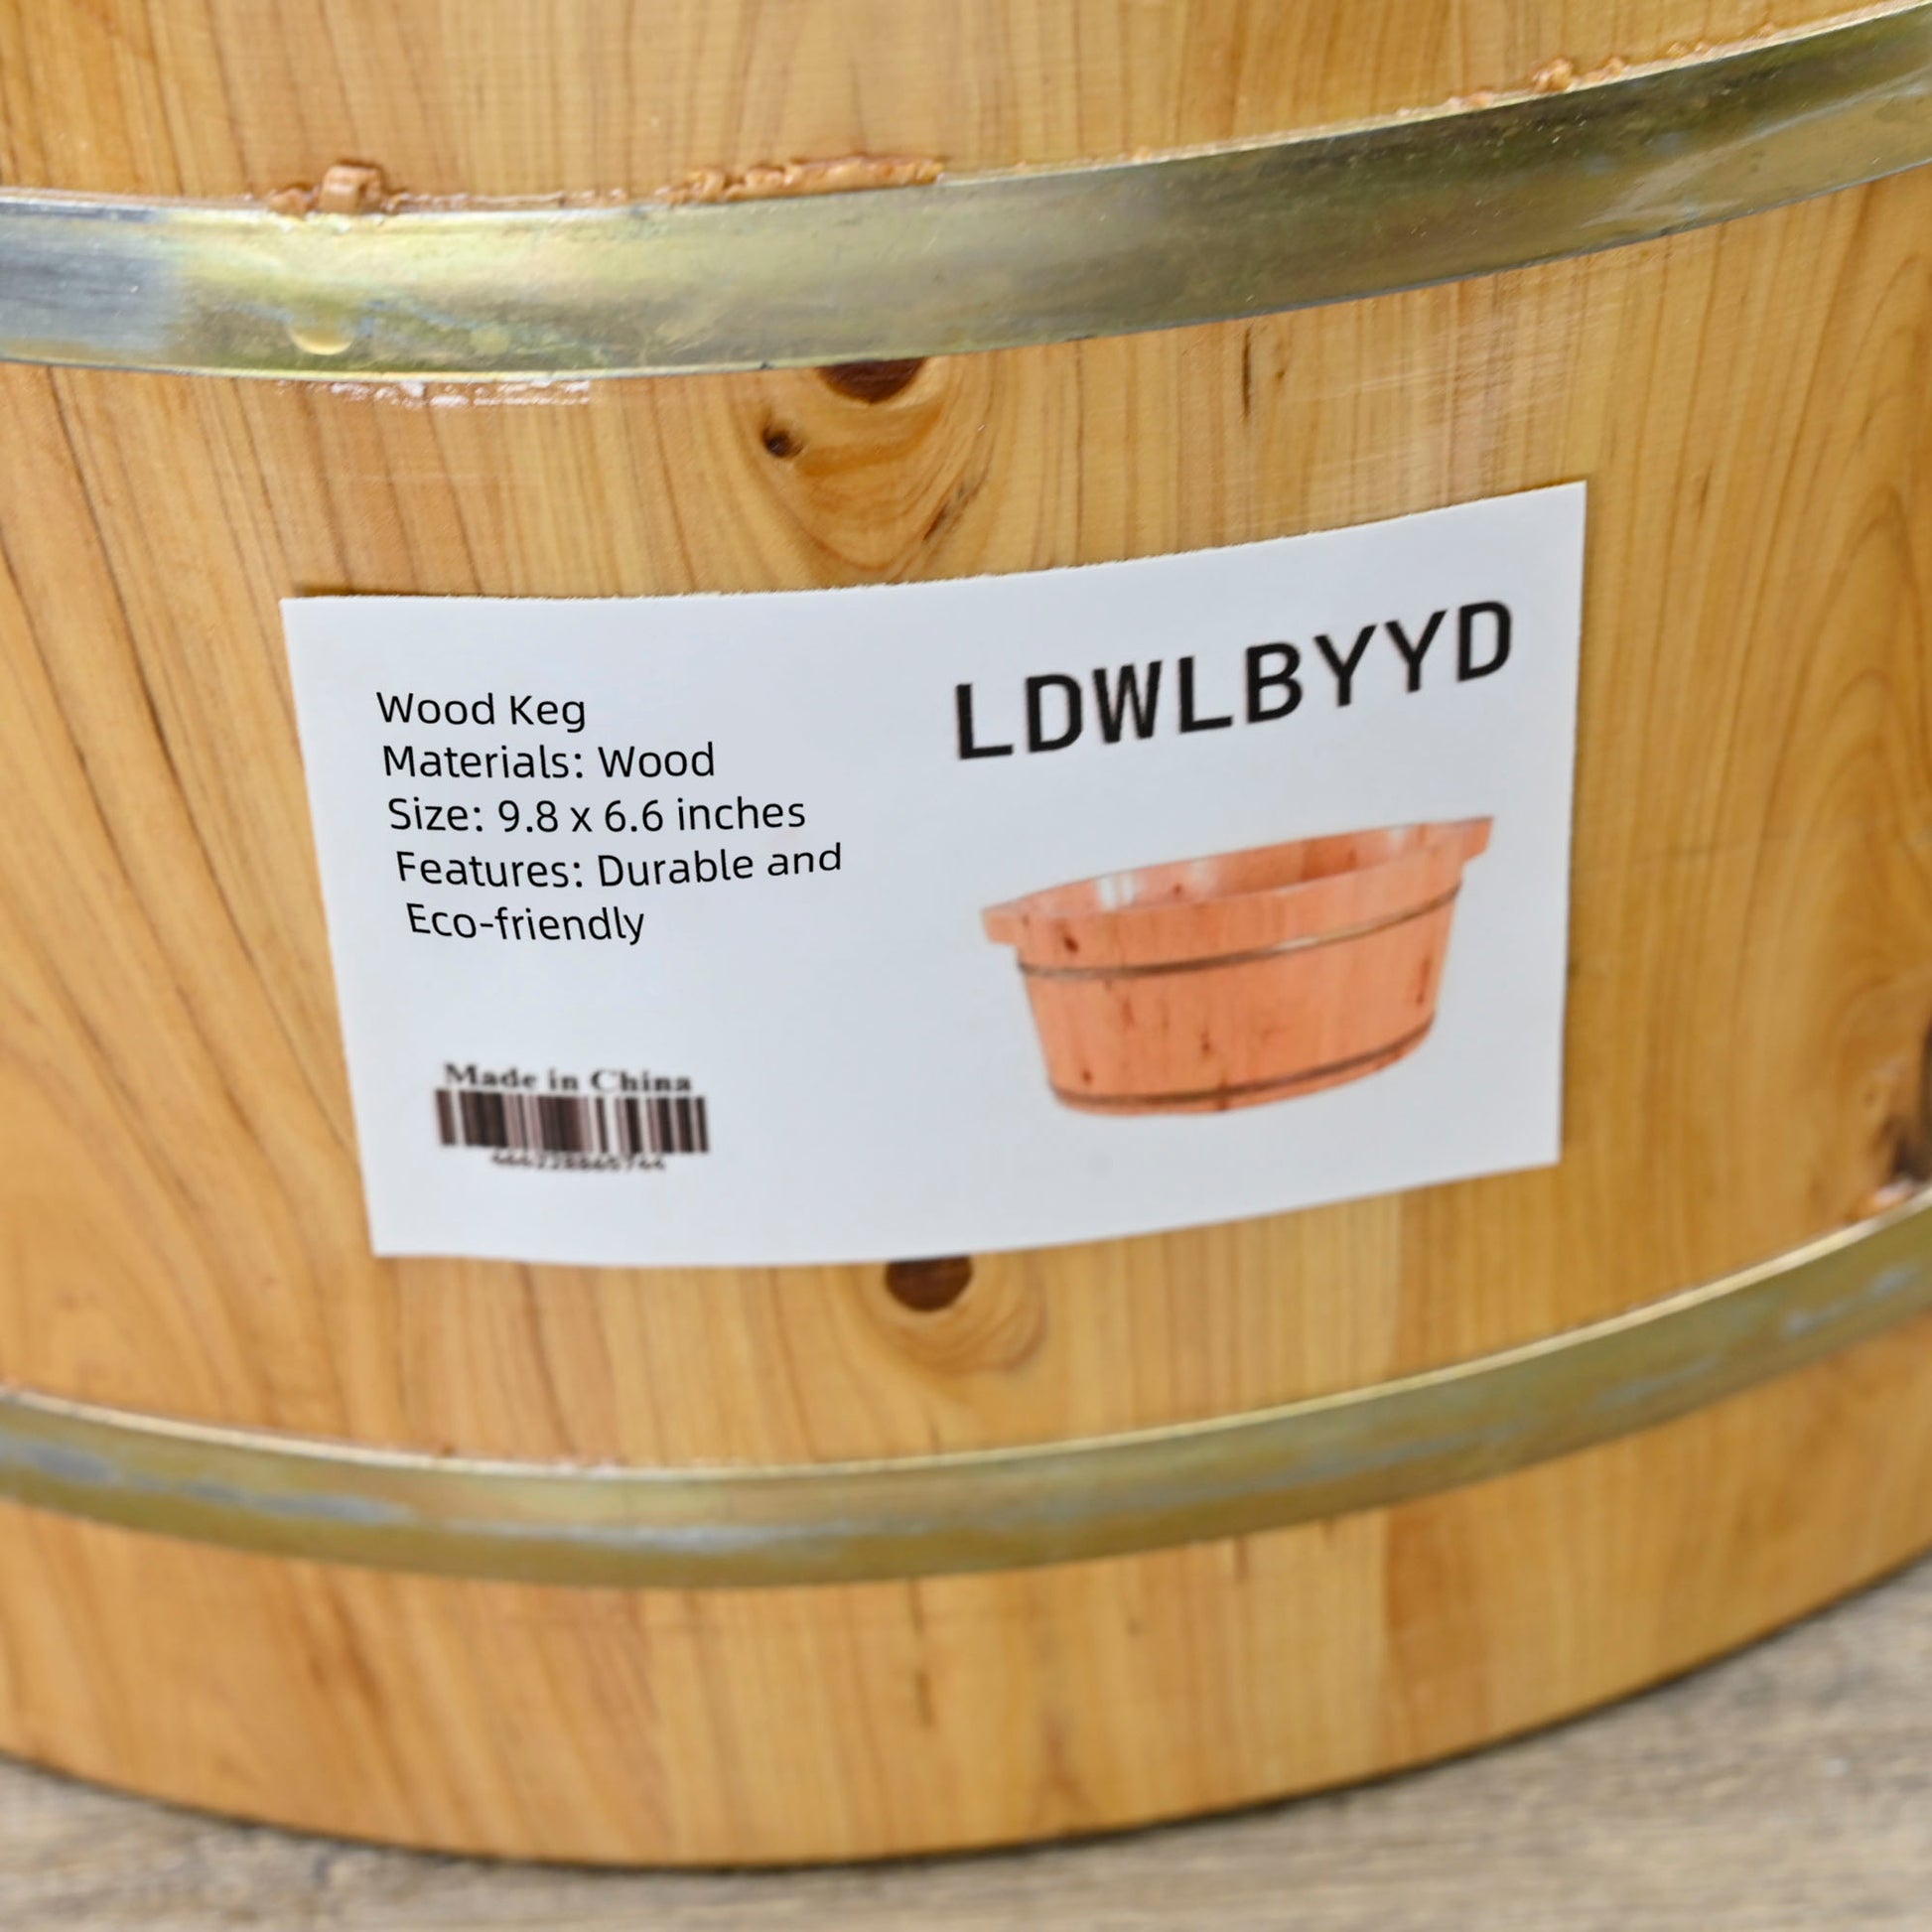 LDWLBYYD
Wood Keg
Materials: Wood
Size: 9.8 x 6.6 inches
Features: Durable and
Eco-friendly
Made in China